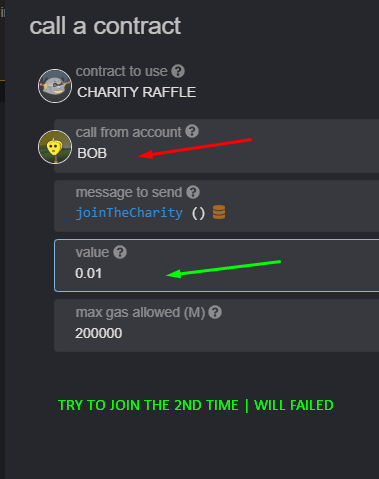 call a contract
contract to use ?
CHARITY RAFFLE
call from account ?
BOB
message to send ?
joinTheCharity ()
value ?
0.01
max gas allowed (M) ?
200000
TRY TO JOIN THE 2ND TIME | WILL FAILED